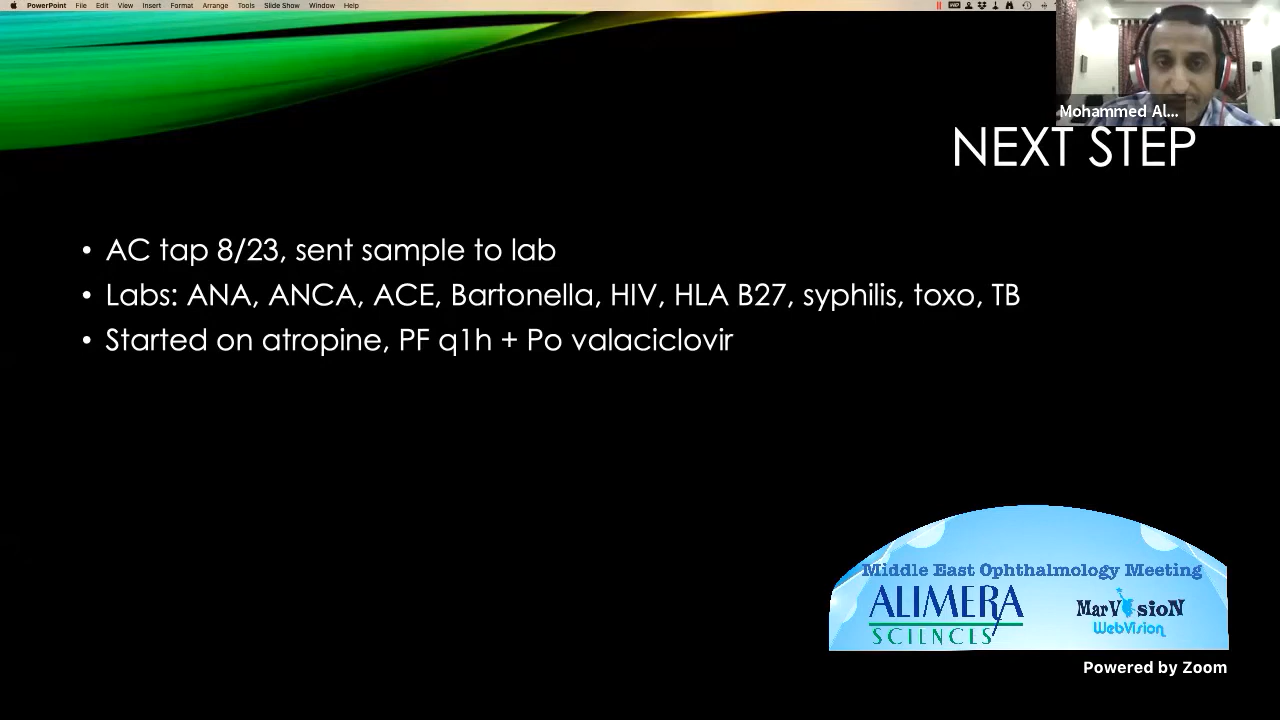 PowerPoint File Edit View Insert Format Arrange Tools Slide Show Window Help
Mohammed Al...
NEXT STEP
• AC tap 8/23, sent sample to lab
• Labs: ANA, ANCA, ACE, Bartonella, HIV, HLA B27, syphilis, toxo, TB
• Started on atropine, PF q1h + Po valaciclovir
Middle East Ophthalmology Meeting
ALIMERA
SCIENCES
MarVisioN
WebVision
Powered by Zoom